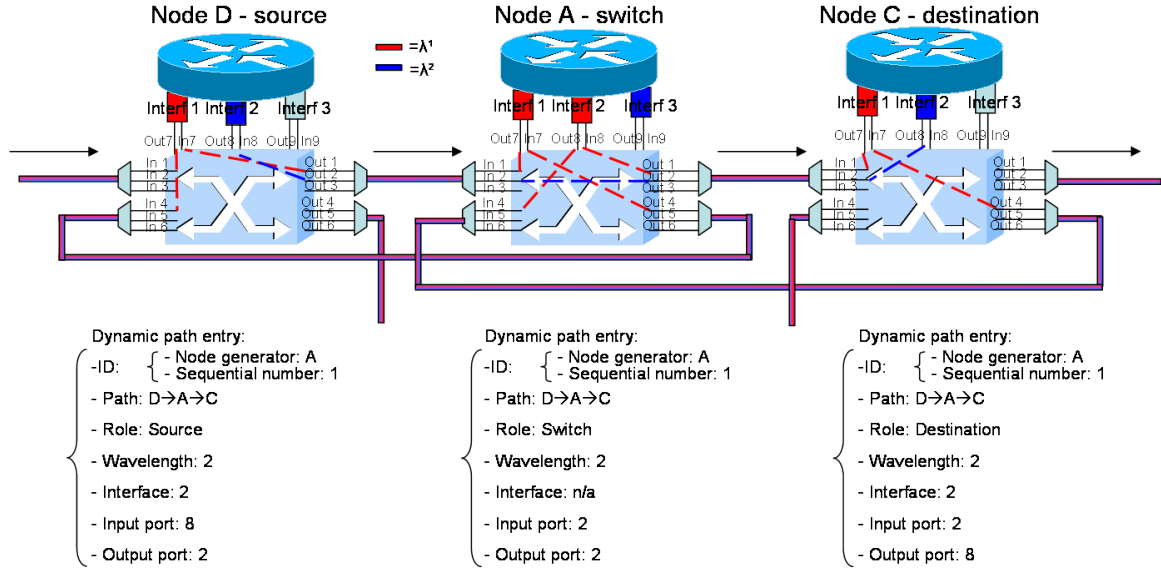 Node D - source
Node A - switch
Node C - destination
=λ¹
=λ²
Interf 1
Interf 2
Interf 3
Interf 1
Interf 2
Interf 3
Interf 1
Interf 2
Interf 3
Out7 In7
Out8 In8
Out9 In9
Out7 In7
Out8 In8
Out9 In9
Out7 In7
Out8 In8
Out9 In9
In 1
In 2
In 3
In 4
In 5
In 6
Out 1
Out 2
Out 3
Out 4
Out 5
Out 6
In 1
In 2
In 3
In 4
In 5
In 6
Out 1
Out 2
Out 3
Out 4
Out 5
Out 6
In 1
In 2
In 3
In 4
In 5
In 6
Out 1
Out 2
Out 3
Out 4
Out 5
Out 6
Dynamic path entry:
-ID:
- Node generator: A
- Sequential number: 1
- Path: D→A→C
- Role: Source
- Wavelength: 2
- Interface: 2
- Input port: 8
- Output port: 2
Dynamic path entry:
-ID:
- Node generator: A
- Sequential number: 1
- Path: D→A→C
- Role: Switch
- Wavelength: 2
- Interface: n/a
- Input port: 2
- Output port: 2
Dynamic path entry:
-ID:
- Node generator: A
- Sequential number: 1
- Path: D→A→C
- Role: Destination
- Wavelength: 2
- Interface: 2
- Input port: 2
- Output port: 8